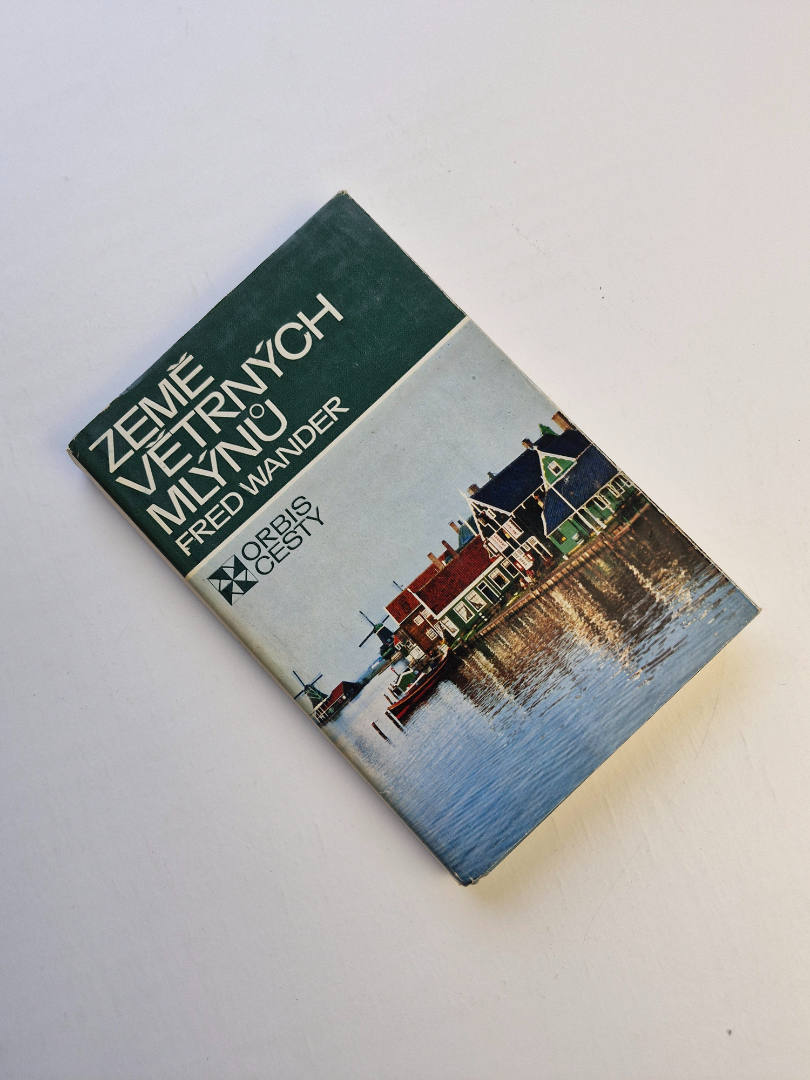 ZEMĚ
VĚTRNÝCH
MLÝNŮ
FRED WANDER
ORBIS
CESTY